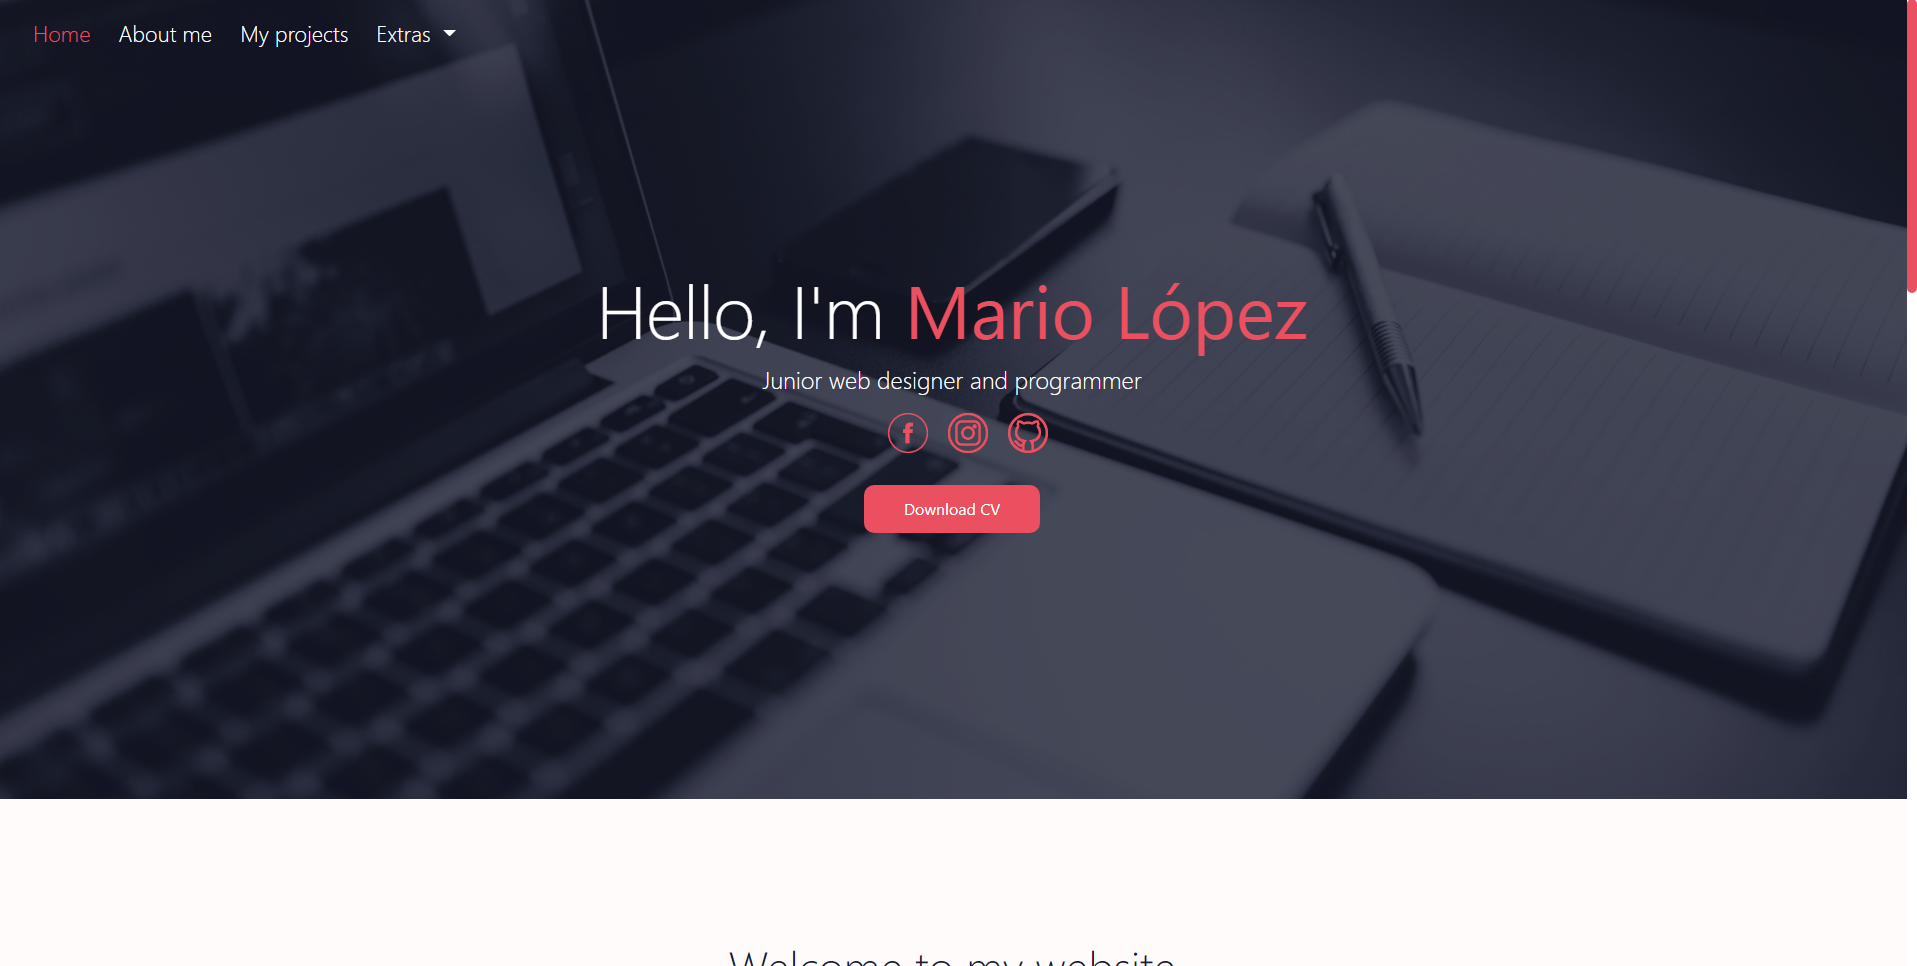 Home About me My projects Extras
Hello, I'm Mario López
Junior web designer and programmer
Download CV
Welcome to my website